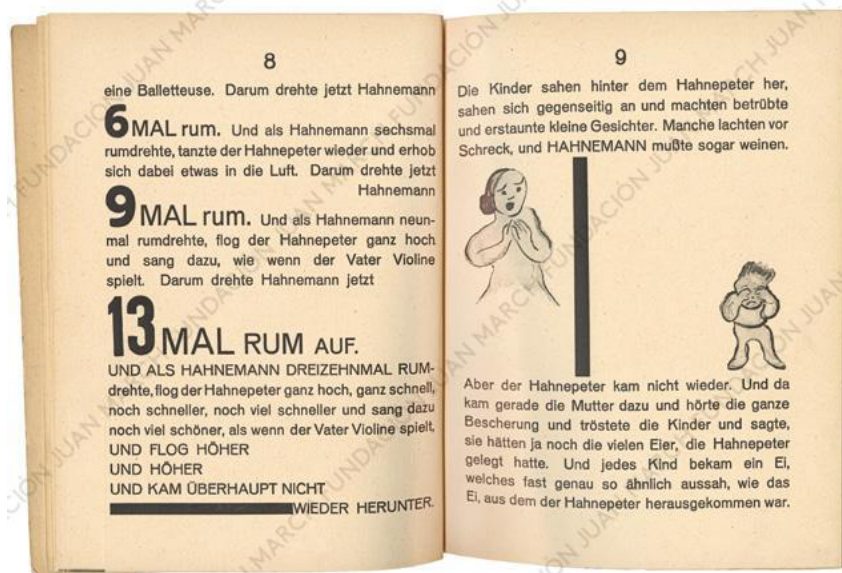 8
eine Balletteuse. Darum drehte jetzt Hahnemann
6 MAL rum. Und als Hahnemann sechsmal
rumdrehte, tanzte der Hahnepeter wieder und erhob
sich dabei etwas in die Luft. Darum drehte jetzt
Hahnemann
9 MAL rum. Und als Hahnemann neun-
mal rumdrehte, flog der Hahnepeter ganz hoch
und sang dazu, wie wenn der Vater Violine
spielt. Darum drehte Hahnemann jetzt
13 MAL RUM AUF.
UND ALS HAHNEMANN DREIZEHNMAL RUM-
drehte, flog der Hahnepeter ganz hoch, ganz schnell,
noch schneller, noch viel schneller und sang dazu
noch viel schöner, als wenn der Vater Violine spielt,
UND FLOG HÖHER
UND HÖHER
UND KAM ÜBERHAUPT NICHT
WIEDER HERUNTER.
9
Die Kinder sahen hinter dem Hahnepeter her,
sahen sich gegenseitig an und machten betrübte
und erstaunte kleine Gesichter. Manche lachten vor
Schreck, und HAHNEMANN mußte sogar weinen.
Aber der Hahnepeter kam nicht wieder. Und da
kam gerade die Mutter dazu und hörte die ganze
Bescherung und tröstete die Kinder und sagte,
sie hätten ja noch die vielen Eier, die Hahnepeter
gelegt hatte. Und jedes Kind bekam ein Ei,
welches fast genau so ähnlich aussah, wie das
Ei, aus dem der Hahnepeter herausgekommen war.
FUNDACIÓN JUAN MARCH